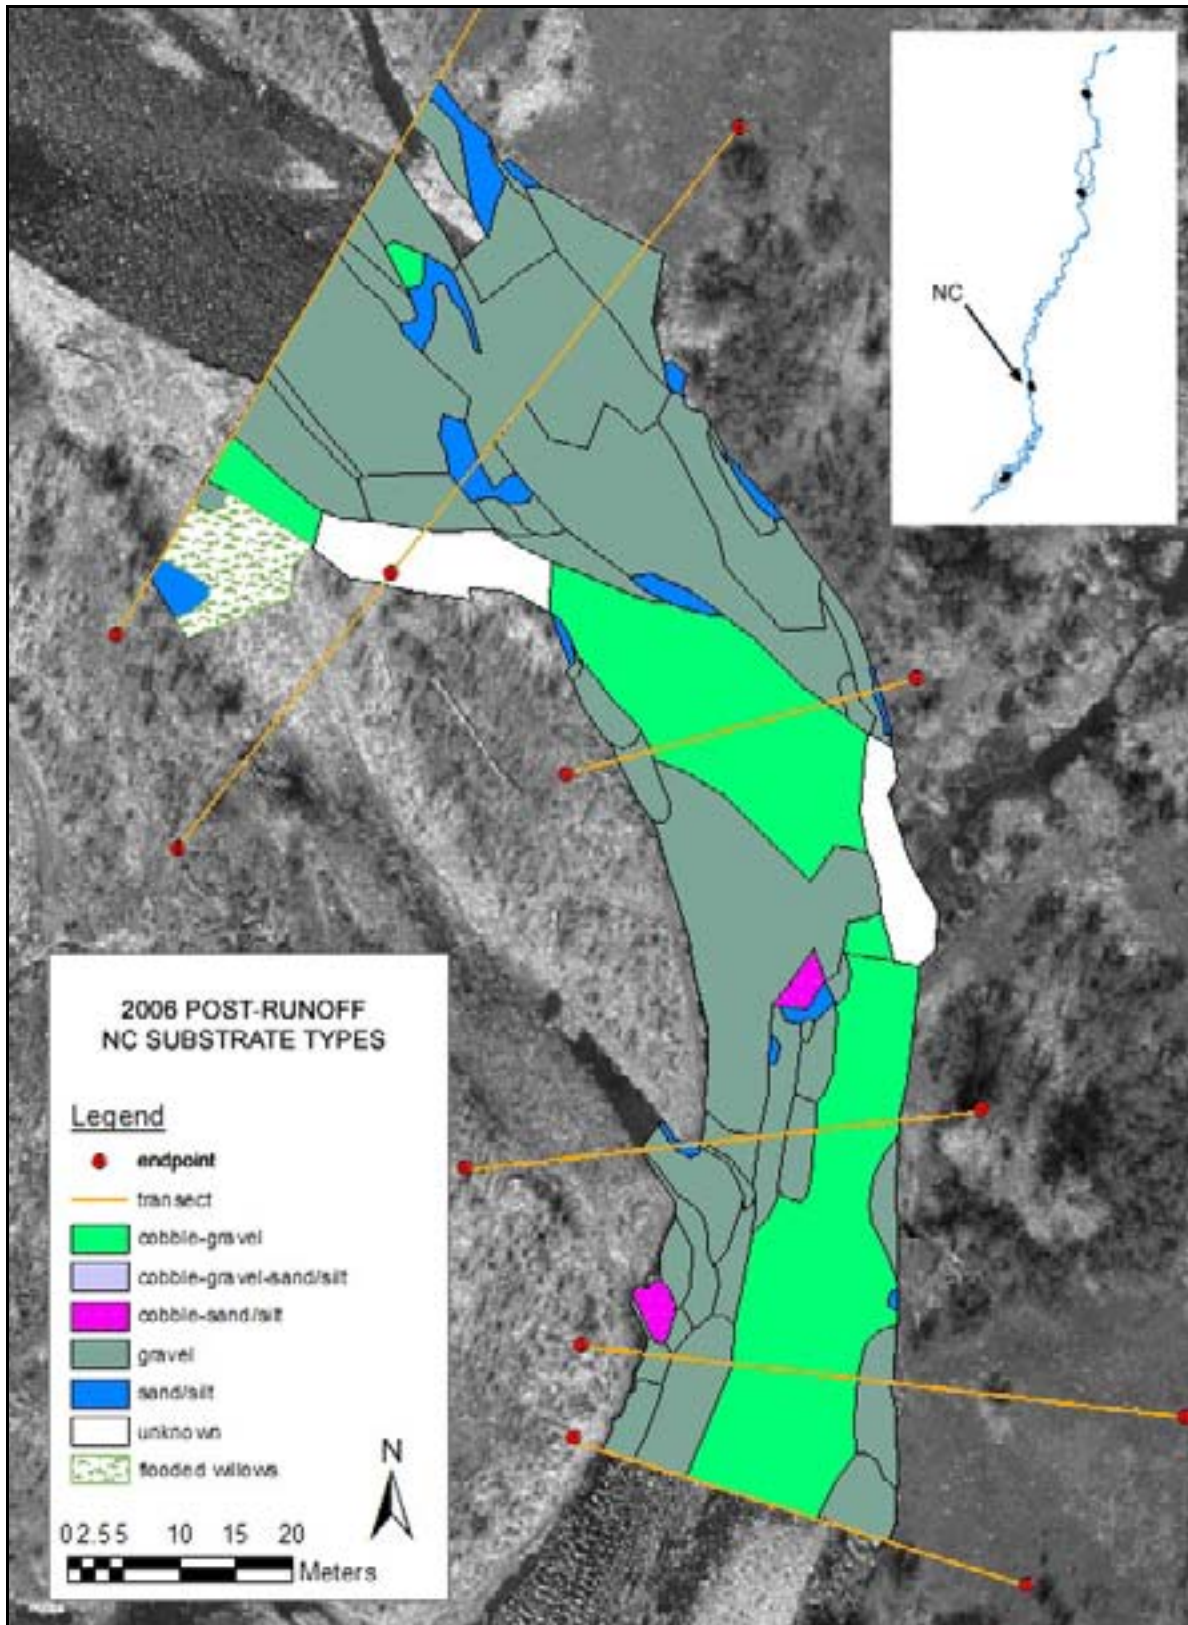 NC
2006 POST-RUNOFF
NC SUBSTRATE TYPES
Legend
endpoint
transect
cobble-gravel
cobble-gravel-sand/silt
cobble-sand/silt
gravel
sand/silt
unknown
flooded willows
N
0 2.5 5 10 15 20
Meters